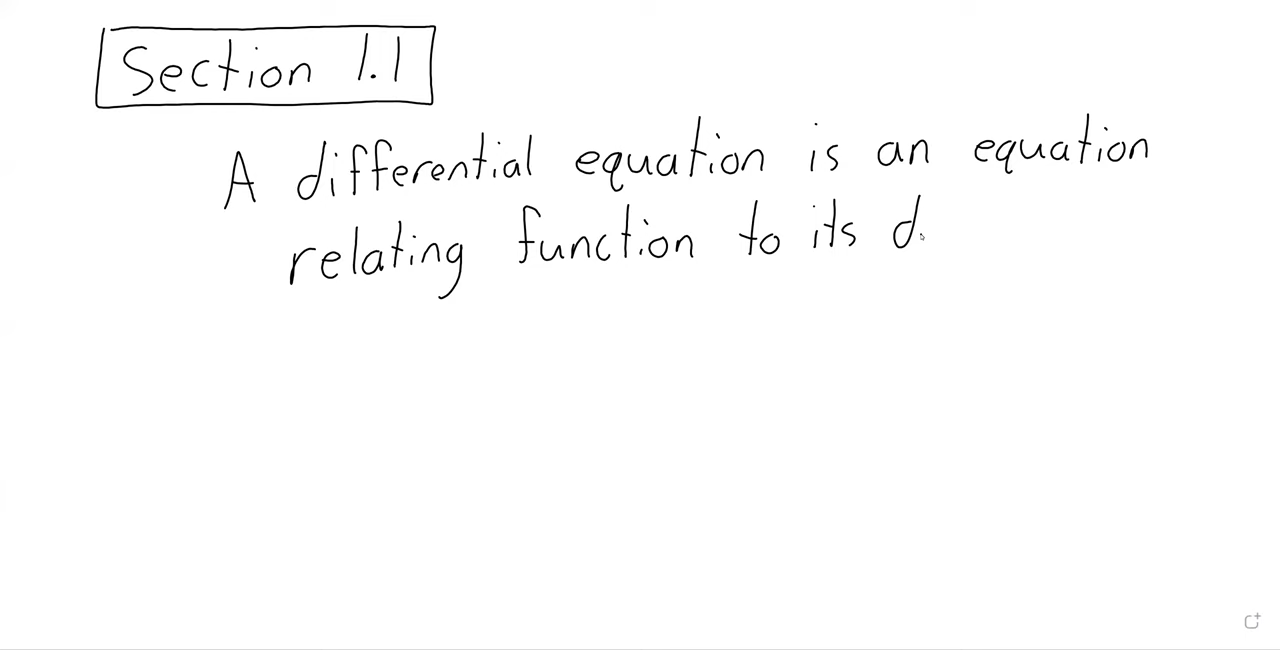 Section 1.1
A differential equation is an equation
relating function to its d